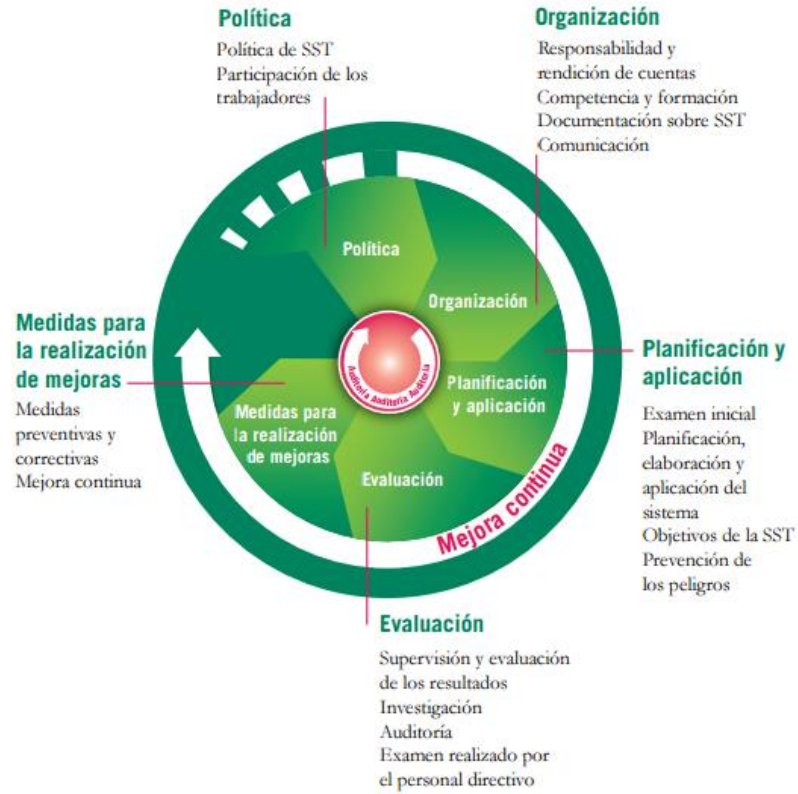 Política
Política de SST
Participación de los
trabajadores
Organización
Responsabilidad y
rendición de cuentas
Competencia y formación
Documentación sobre SST
Comunicación
Política
Organización
Planificación
y aplicación
Evaluación
Medidas para
la realización
de mejoras
Auditoría Auditoría Auditoría
Mejora continua
Medidas para
la realización
de mejoras
Medidas
preventivas y
correctivas
Mejora continua
Planificación y
aplicación
Examen inicial
Planificación,
elaboración y
aplicación del
sistema
Objetivos de la SST
Prevención de
los peligros
Evaluación
Supervisión y evaluación
de los resultados
Investigación
Auditoría
Examen realizado por
el personal directivo